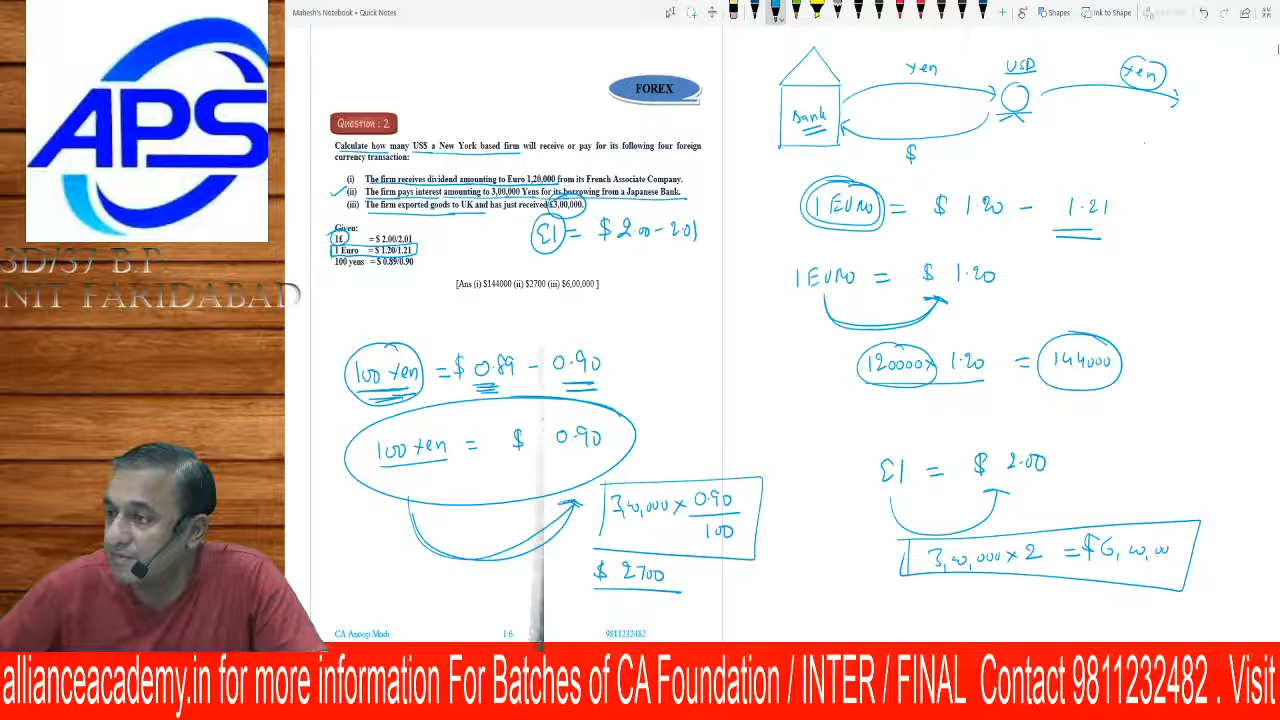 Mahesh's Notebook » Quick Notes
Shapes
Ink to Shape
APS
3D/37 B.P.
NIT FARIDABAD
FOREX
Question : 2
Calculate how many US$ a New York based firm will receive or pay for its following four foreign
currency transaction:
(i) The firm receives dividend amounting to Euro 1,20,000 from its French Associate Company.
(ii) The firm pays interest amounting to 3,00,000 Yens for its borrowing from a Japanese Bank.
(iii) The firm exported goods to UK and has just received £3,00,000.
Given:
1£ = $ 2.00/2.01
1 Euro = $ 1.20/1.21
100 yens = $ 0.89/0.90
[Ans (i) $144000 (ii) $2700 (iii) $6,00,000 ]
£1 = $ 2.00 - 2.01
100 Yen = $ 0.89 - 0.90
100 Yen = $ 0.90
3,00,000 × 0.90
100
$ 2700
CA Anoop Modi 1.6 9811232482
Bank
Yen
USD
Yen
$
1 EURO = $ 1.20 - 1.21
1 EURO = $ 1.20
120000 × 1.20 = 144000
£1 = $ 2.00
3,00,000 × 2 = $6,00,00
allianceacademy.in for more information For Batches of CA Foundation / INTER / FINAL Contact 9811232482 . Visit